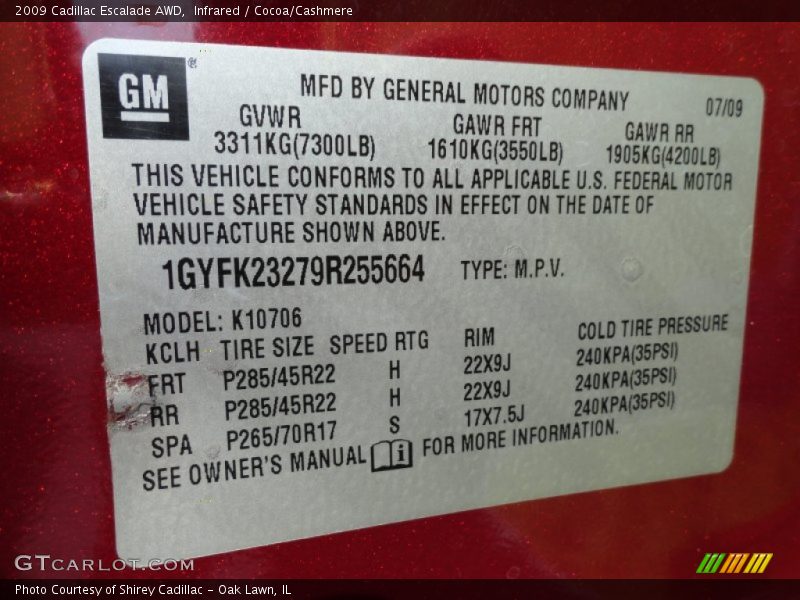 2009 Cadillac Escalade AWD, Infrared / Cocoa/Cashmere
GM®
MFD BY GENERAL MOTORS COMPANY 07/09
GVWR GAWR FRT GAWR RR
3311KG(7300LB) 1610KG(3550LB) 1905KG(4200LB)
THIS VEHICLE CONFORMS TO ALL APPLICABLE U.S. FEDERAL MOTOR
VEHICLE SAFETY STANDARDS IN EFFECT ON THE DATE OF
MANUFACTURE SHOWN ABOVE.
1GYFK23279R255664 TYPE: M.P.V.
MODEL: K10706
KCLH TIRE SIZE SPEED RTG RIM COLD TIRE PRESSURE
FRT P285/45R22 H 22X9J 240KPA(35PSI)
RR P285/45R22 H 22X9J 240KPA(35PSI)
SPA P265/70R17 S 17X7.5J 240KPA(35PSI)
SEE OWNER'S MANUAL i FOR MORE INFORMATION.
GTCARLOT.COM
Photo Courtesy of Shirey Cadillac - Oak Lawn, IL